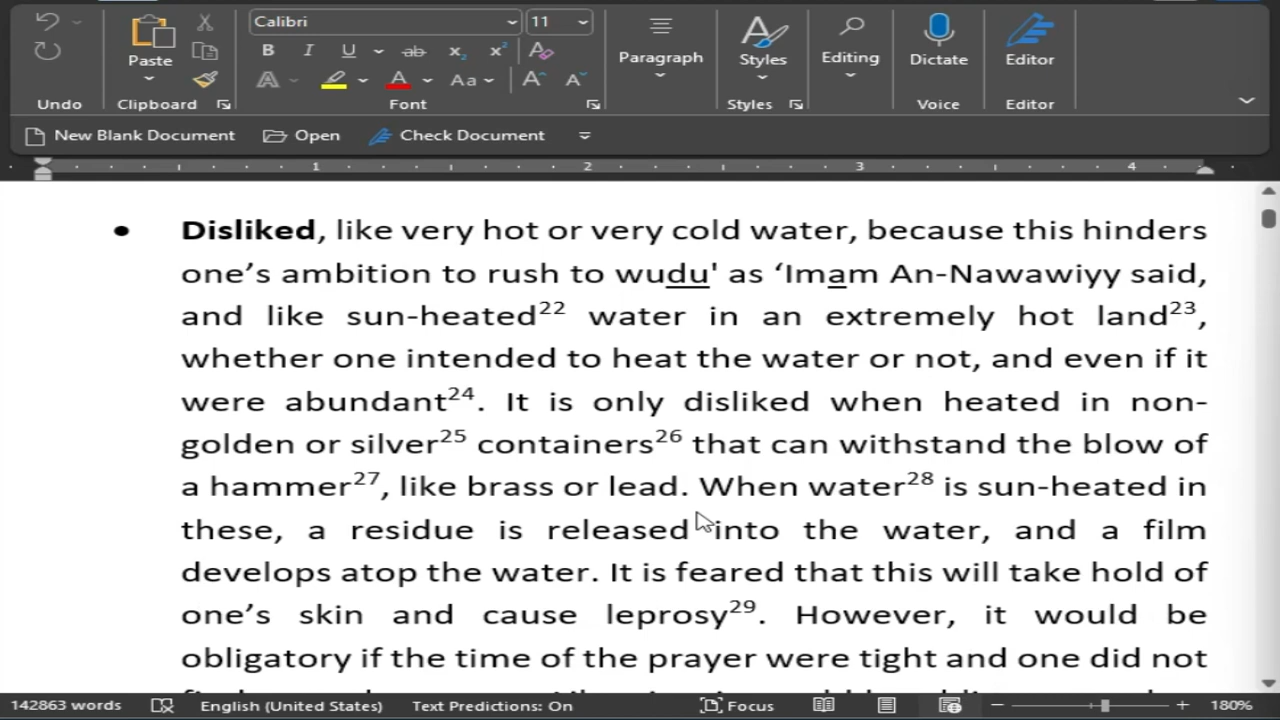 Calibri
11
Paste
Undo
Clipboard
B I U ab x₂ x² A
A A Aa A A
Font
Paragraph
Styles
Styles
Editing
Dictate
Voice
Editor
Editor
New Blank Document Open Check Document
1 2 3 4
• Disliked, like very hot or very cold water, because this hinders
one’s ambition to rush to wudu' as ‘Imam An-Nawawiyy said,
and like sun-heated²² water in an extremely hot land²³,
whether one intended to heat the water or not, and even if it
were abundant²⁴. It is only disliked when heated in non-
golden or silver²⁵ containers²⁶ that can withstand the blow of
a hammer²⁷, like brass or lead. When water²⁸ is sun-heated in
these, a residue is released into the water, and a film
develops atop the water. It is feared that this will take hold of
one’s skin and cause leprosy²⁹. However, it would be
obligatory if the time of the prayer were tight and one did not
142863 words English (United States) Text Predictions: On Focus 180%